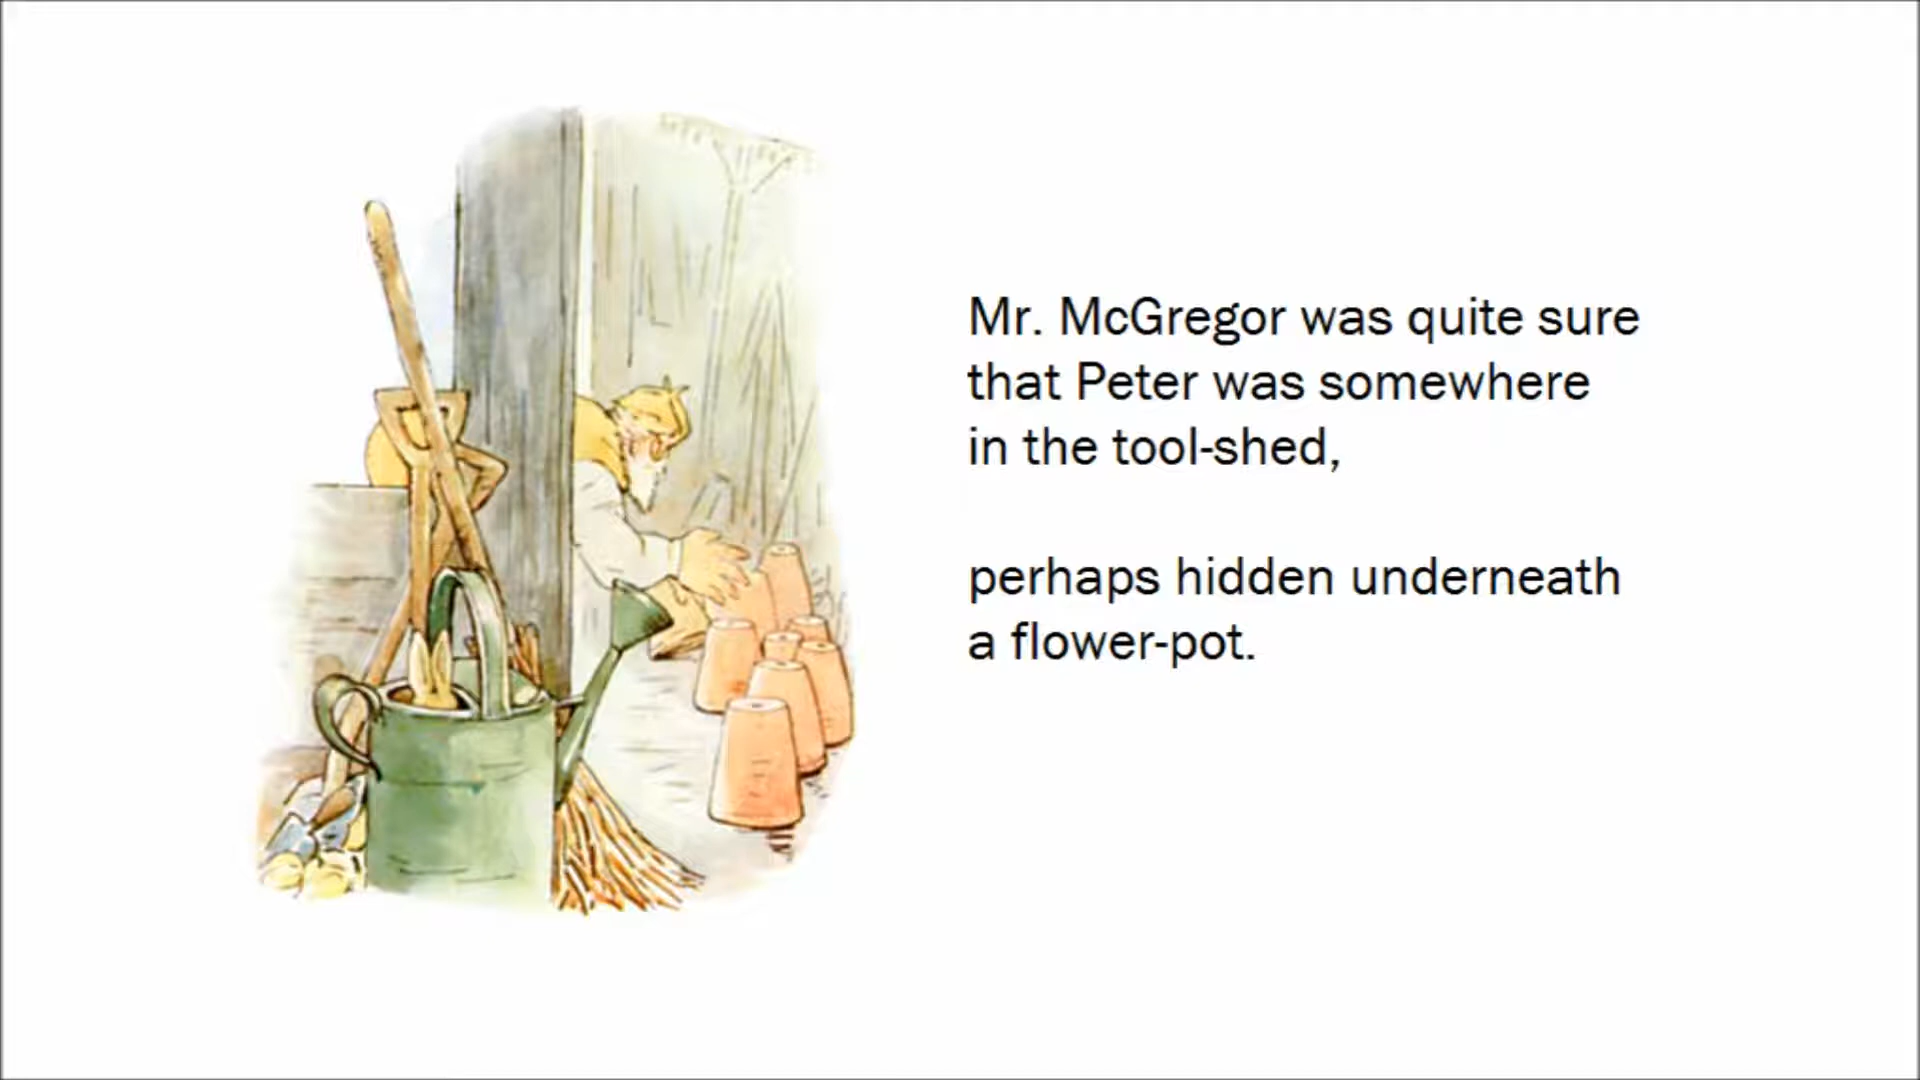 Mr. McGregor was quite sure
that Peter was somewhere
in the tool-shed,
perhaps hidden underneath
a flower-pot.